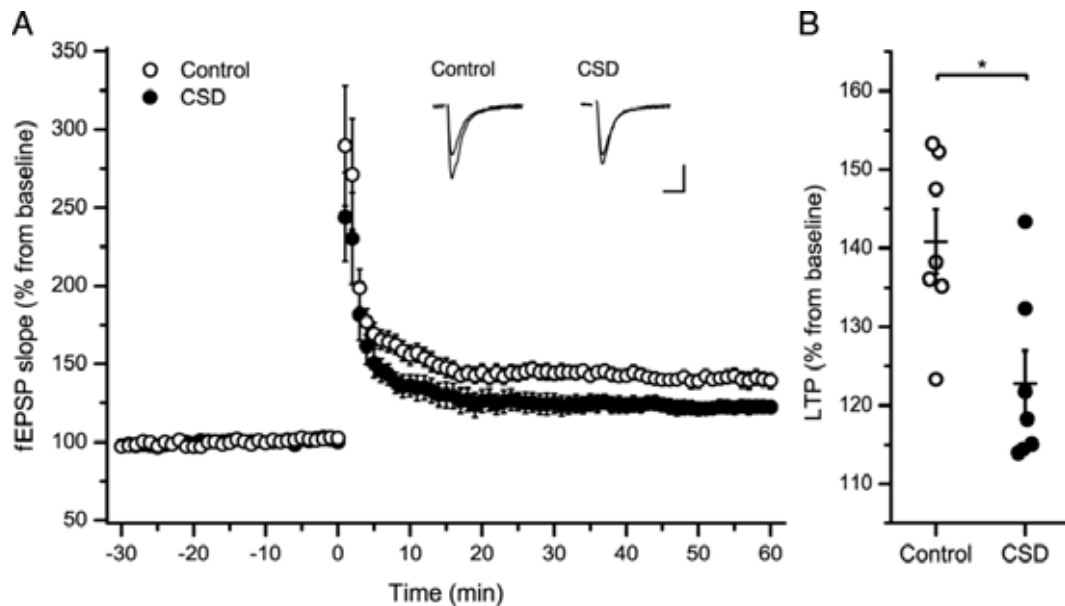 A
B
350
300
250
200
150
100
50
fEPSP slope (% from baseline)
Control
CSD
Control
CSD
-30
-20
-10
0
10
20
30
40
50
60
Time (min)
*
160
150
140
130
120
110
LTP (% from baseline)
Control
CSD